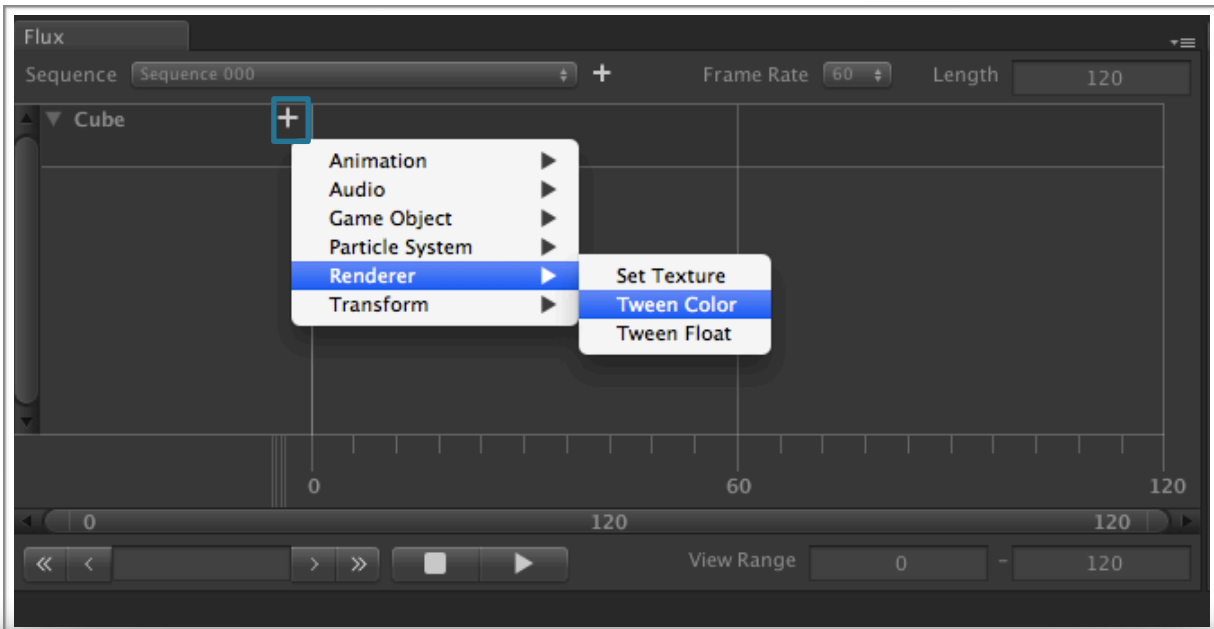 Flux
Sequence Sequence 000 + Frame Rate 60 Length 120
Cube +
Animation
Audio
Game Object
Particle System
Renderer
Transform
Set Texture
Tween Color
Tween Float
0 60 120
0 120 120
« < > » View Range 0 - 120